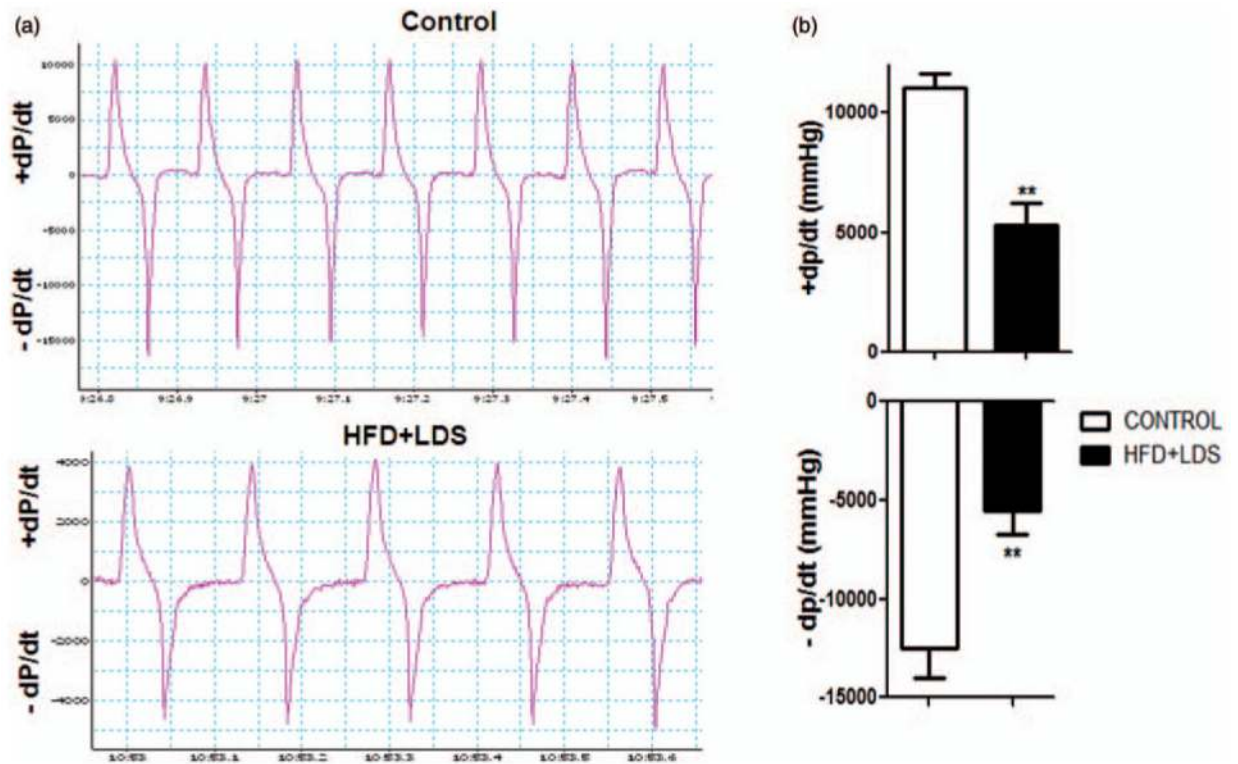 (a)
Control
+dP/dt
- dP/dt
10000
5000
0
-5000
-10000
-15000
9:26.8 9:26.9 9:27 9:27.1 9:27.2 9:27.3 9:27.4 9:27.5
HFD+LDS
+dP/dt
- dP/dt
4000
2000
0
-2000
-4000
10:53 10:53.1 10:53.2 10:53.3 10:53.4 10:53.5 10:53.6
(b)
+dp/dt (mmHg)
10000
5000
0
**
- dp/dt (mmHg)
0
-5000
-10000
-15000
**
CONTROL
HFD+LDS